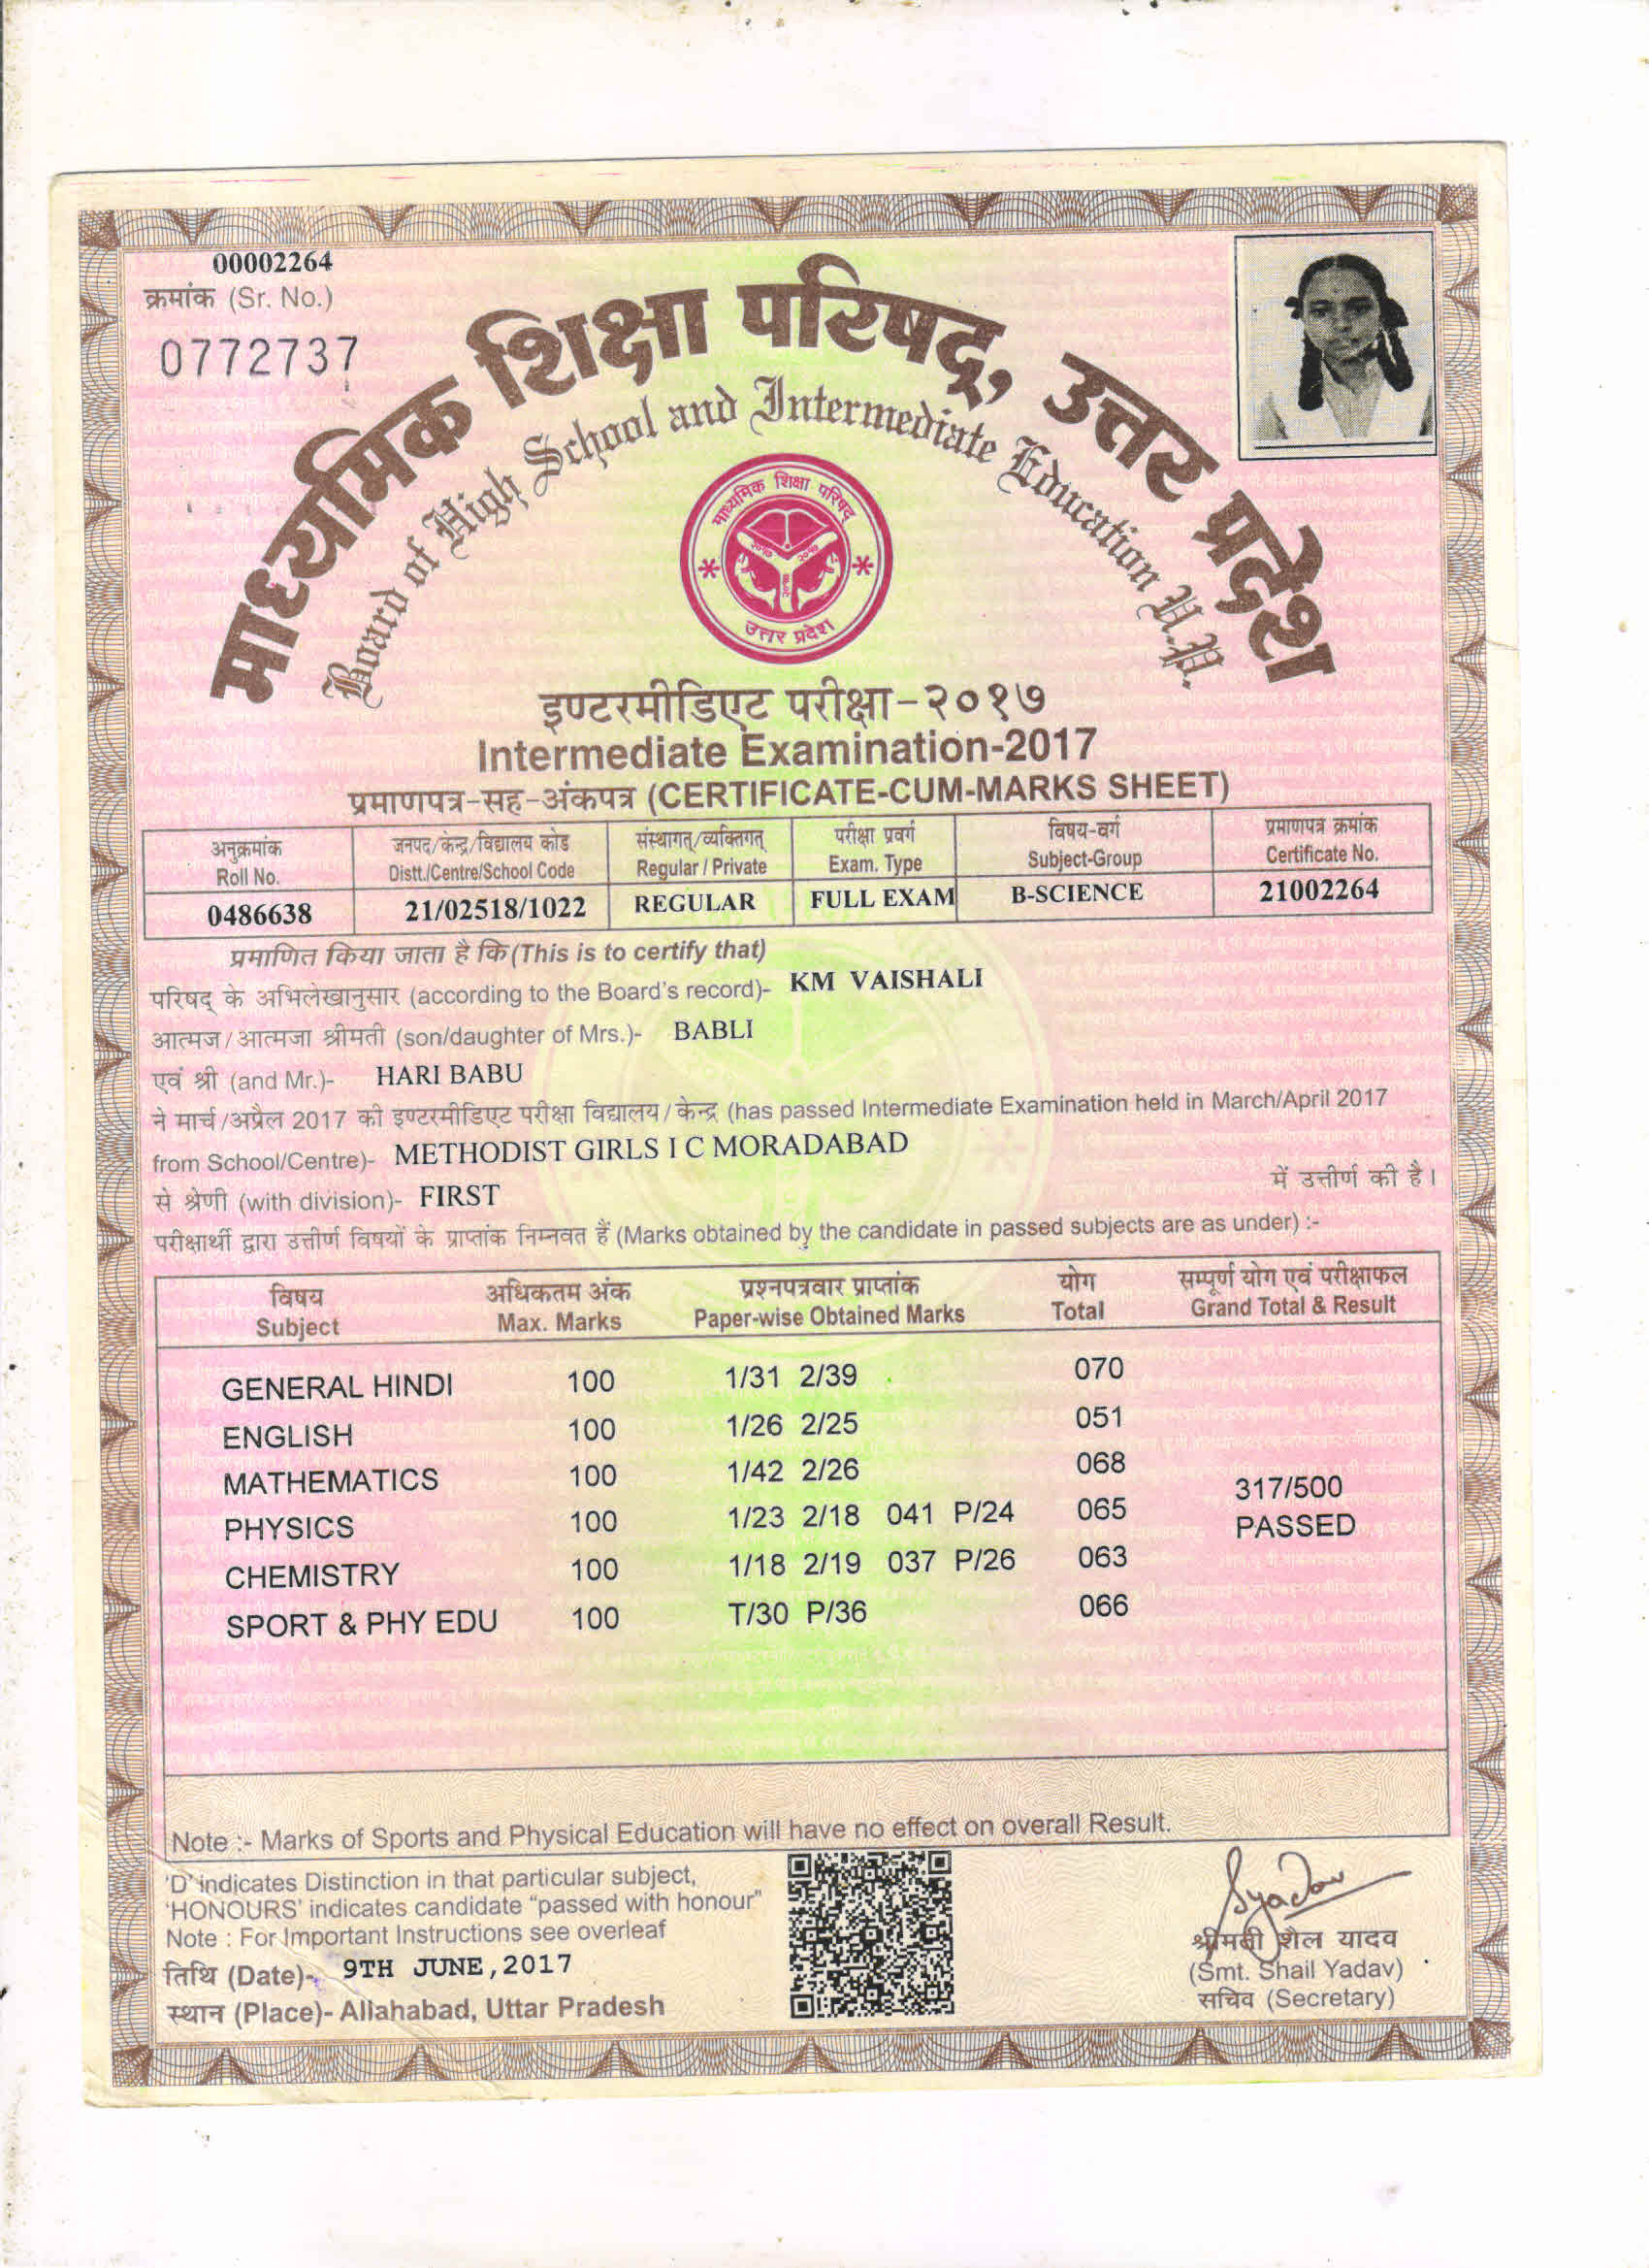 00002264
क्रमांक (Sr. No.)
0772737
माध्यमिक शिक्षा परिषद्, उत्तर प्रदेश
Board of High School and Intermediate Education U.P.
माध्यमिक शिक्षा परिषद्
२०१७ २०१७
२०१७
उत्तर प्रदेश
इण्टरमीडिएट परीक्षा-२०१७
Intermediate Examination-2017
प्रमाणपत्र-सह-अंकपत्र (CERTIFICATE-CUM-MARKS SHEET)
अनुक्रमांक जनपद/केन्द्र/विद्यालय कोड संस्थागत्/व्यक्तिगत् परीक्षा प्रवर्ग विषय-वर्ग प्रमाणपत्र क्रमांक
Roll No. Distt./Centre/School Code Regular / Private Exam. Type Subject-Group Certificate No.
0486638 21/02518/1022 REGULAR FULL EXAM B-SCIENCE 21002264
प्रमाणित किया जाता है कि (This is to certify that)
परिषद् के अभिलेखानुसार (according to the Board's record)- KM VAISHALI
आत्मज / आत्मजा श्रीमती (son/daughter of Mrs.)- BABLI
एवं श्री (and Mr.)- HARI BABU
ने मार्च/अप्रैल 2017 की इण्टरमीडिएट परीक्षा विद्यालय / केन्द्र (has passed Intermediate Examination held in March/April 2017
from School/Centre)- METHODIST GIRLS I C MORADABAD
से श्रेणी (with division)- FIRST में उत्तीर्ण की है।
परीक्षार्थी द्वारा उत्तीर्ण विषयों के प्राप्तांक निम्नवत हैं (Marks obtained by the candidate in passed subjects are as under) :-
विषय अधिकतम अंक प्रश्नपत्रवार प्राप्तांक योग सम्पूर्ण योग एवं परीक्षाफल
Subject Max. Marks Paper-wise Obtained Marks Total Grand Total & Result
GENERAL HINDI 100 1/31 2/39 070
ENGLISH 100 1/26 2/25 051
MATHEMATICS 100 1/42 2/26 068
317/500
PHYSICS 100 1/23 2/18 041 P/24 065
PASSED
CHEMISTRY 100 1/18 2/19 037 P/26 063
SPORT & PHY EDU 100 T/30 P/36 066
Note :- Marks of Sports and Physical Education will have no effect on overall Result.
'D' indicates Distinction in that particular subject,
'HONOURS' indicates candidate "passed with honour"
Note : For Important Instructions see overleaf
तिथि (Date)- 9TH JUNE,2017
स्थान (Place)- Allahabad, Uttar Pradesh
Syadav
श्रीमती शैल यादव
(Smt. Shail Yadav)
सचिव (Secretary)